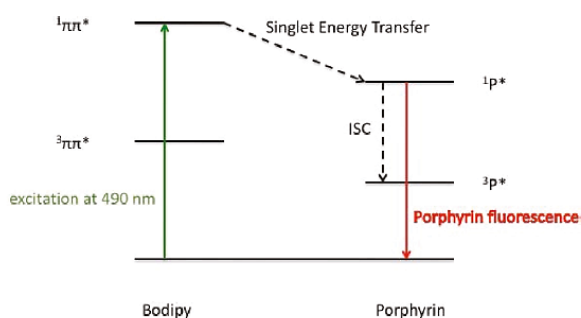 ¹ππ*
Singlet Energy Transfer
¹P*
ISC
³ππ*
³P*
excitation at 490 nm
Porphyrin fluorescence
Bodipy
Porphyrin